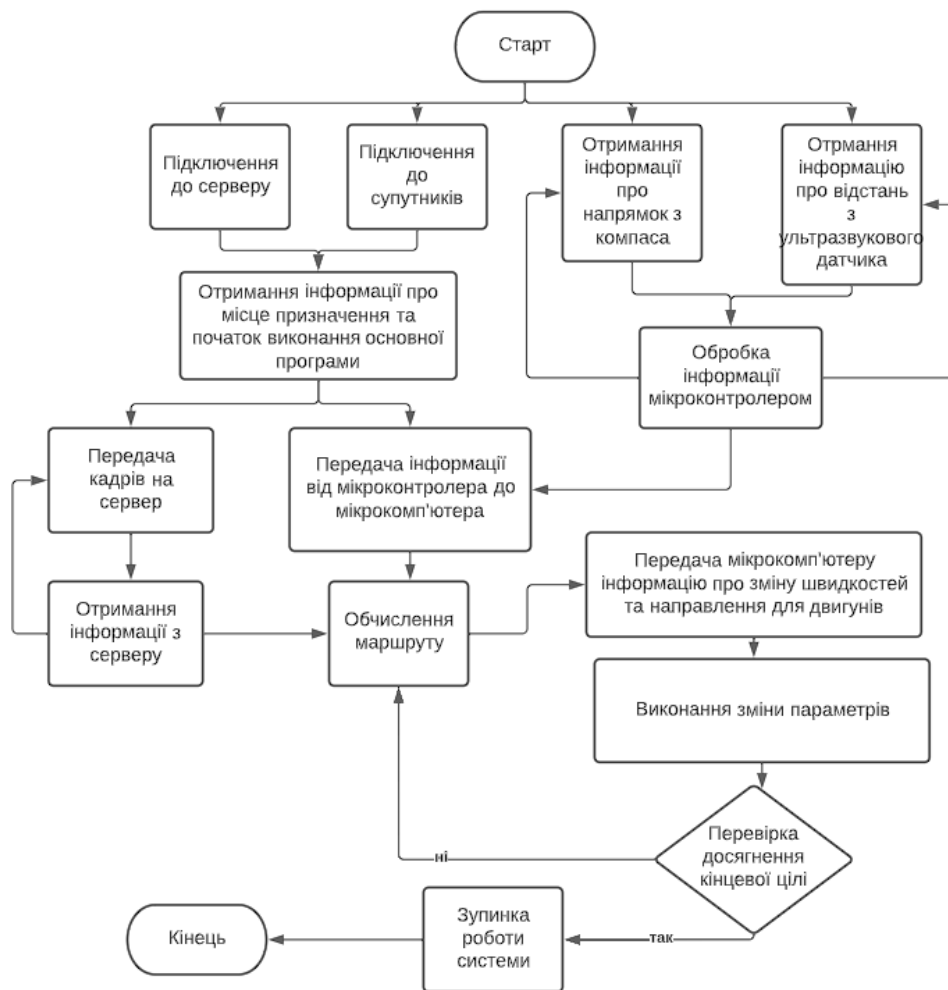 Старт
Підключення
до серверу
Підключення
до
супутників
Отримання
інформації
про
напрямок з
компаса
Отрмання
інформацію
про відстань
з
ультразвукового
датчика
Отримання інформації про
місце призначення та
початок виконання основної
програми
Обробка
інформації
мікроконтролером
Передача
кадрів на
сервер
Передача інформації
від мікроконтролера до
мікрокомп'ютера
Передача мікрокомп'ютеру
інформацію про зміну швидкостей
та направлення для двигунів
Отримання
інформації з
серверу
Обчислення
маршруту
Виконання зміни параметрів
Перевірка
досягнення
кінцевої цілі
ні
так
Зупинка
роботи
системи
Кінець